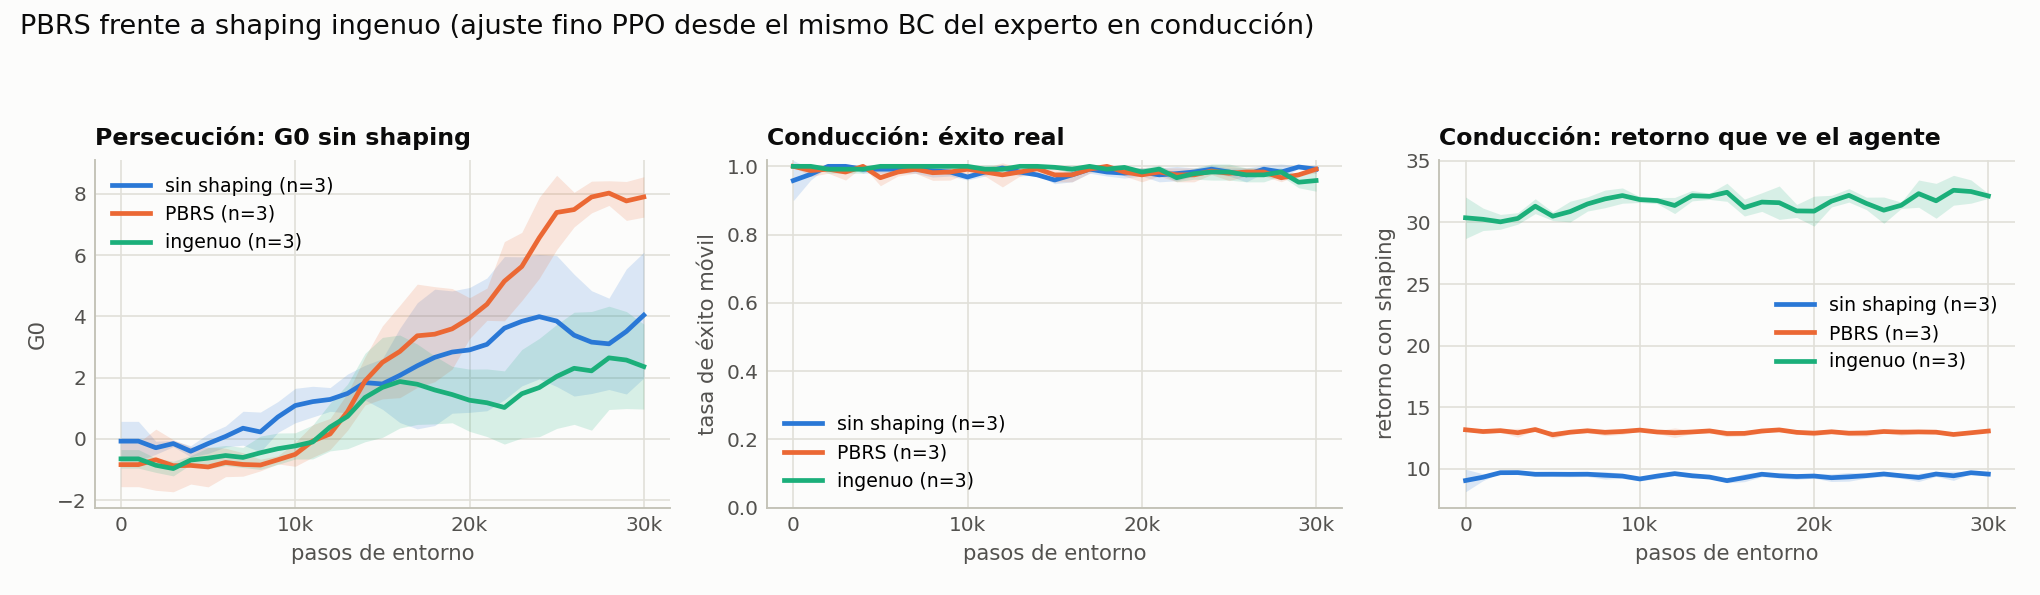 PBRS frente a shaping ingenuo (ajuste fino PPO desde el mismo BC del experto en conducción)
Persecución: G0 sin shaping
G0
8
6
4
2
0
−2
sin shaping (n=3)
PBRS (n=3)
ingenuo (n=3)
0
10k
20k
30k
pasos de entorno
Conducción: éxito real
tasa de éxito móvil
1.0
0.8
0.6
0.4
0.2
0.0
sin shaping (n=3)
PBRS (n=3)
ingenuo (n=3)
0
10k
20k
30k
pasos de entorno
Conducción: retorno que ve el agente
retorno con shaping
35
30
25
20
15
10
sin shaping (n=3)
PBRS (n=3)
ingenuo (n=3)
0
10k
20k
30k
pasos de entorno